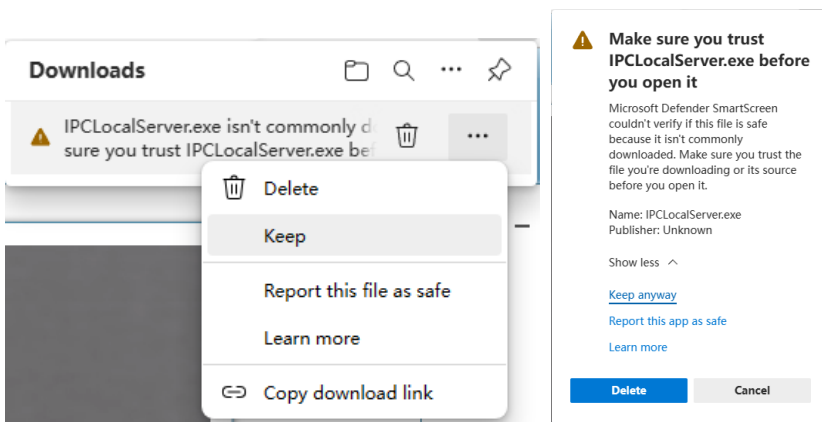 Downloads
IPCLocalServer.exe isn't commonly
sure you trust IPCLocalServer.exe
Delete
Keep
Report this file as safe
Learn more
Copy download link
Make sure you trust
IPCLocalServer.exe before
you open it
Microsoft Defender SmartScreen
couldn't verify if this file is safe
because it isn't commonly
downloaded. Make sure you trust the
file you're downloading or its source
before you open it.
Name: IPCLocalServer.exe
Publisher: Unknown
Show less
Keep anyway
Report this app as safe
Learn more
Delete
Cancel